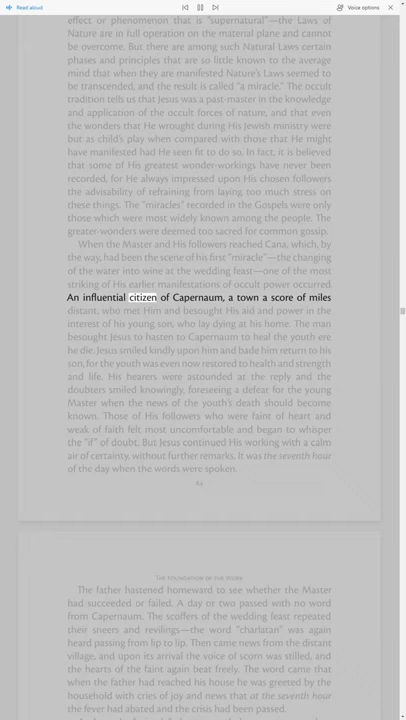 Read aloud
Voice options
effect or phenomenon that is "supernatural"—the Laws of
Nature are in full operation on the material plane and cannot
be overcome. But there are among such Natural Laws certain
phases and principles that are so little known to the average
mind that when they are manifested Nature's Laws seemed to
be transcended, and the result is called "a miracle." The occult
tradition tells us that Jesus was a past-master in the knowledge
and application of the occult forces of nature, and that even
the wonders that He wrought during His Jewish ministry were
but as child's play when compared with those that He might
have manifested had He seen fit to do so. In fact, it is believed
that some of His greatest wonder-workings have never been
recorded, for He always impressed upon His chosen followers
the advisability of refraining from laying too much stress on
these things. The "miracles" recorded in the Gospels were only
those which were most widely known among the people. The
greater-wonders were deemed too sacred for common gossip.
When the Master and His followers reached Cana, which, by
the way, had been the scene of his first "miracle"—the changing
of the water into wine at the wedding feast—one of the most
striking of His earlier manifestations of occult power occurred
An influential citizen of Capernaum, a town a score of miles
distant, who met Him and besought His aid and power in the
interest of his young son, who lay dying at his home. The man
besought Jesus to hasten to Capernaum to heal the youth ere
he die. Jesus smiled kindly upon him and bade him return to his
son, for the youth was even now restored to health and strength
and life. His hearers were astounded at the reply and the
doubters smiled knowingly, foreseeing a defeat for the young
Master when the news of the youth's death should become
known. Those of His followers who were faint of heart and
weak of faith felt most uncomfortable and began to whisper
the "if" of doubt. But Jesus continued His working with a calm
air of certainty, without further remarks. It was the seventh hour
of the day when the words were spoken.
The Foundation of the Work
The father hastened homeward to see whether the Master
had succeeded or failed. A day or two passed with no word
from Capernaum. The scoffers of the wedding feast repeated
their sneers and revilings—the word "charlatan" was again
heard passing from lip to lip. Then came news from the distant
village, and upon its arrival the voice of scorn was stilled, and
the hearts of the faint again beat freely. The word came that
when the father had reached his house he was greeted by the
household with cries of joy and news that at the seventh hour
the fever had abated and the crisis had been passed.